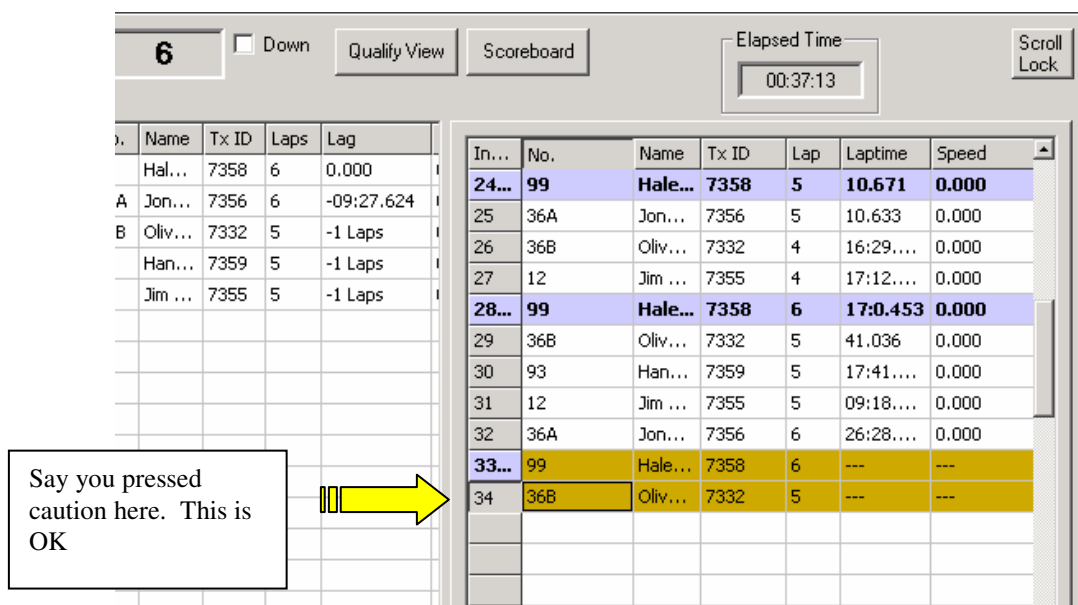 6
Down
Qualify View
Scoreboard
Elapsed Time
00:37:13
Scroll
Lock
Name Tx ID Laps Lag
Hal... 7358 6 0.000
A Jon... 7356 6 -09:27.624
B Oliv... 7332 5 -1 Laps
Han... 7359 5 -1 Laps
Jim ... 7355 5 -1 Laps
In... No. Name Tx ID Lap Laptime Speed
24... 99 Hale... 7358 5 10.671 0.000
25 36A Jon... 7356 5 10.633 0.000
26 36B Oliv... 7332 4 16:29.... 0.000
27 12 Jim ... 7355 4 17:12.... 0.000
28... 99 Hale... 7358 6 17:0.453 0.000
29 36B Oliv... 7332 5 41.036 0.000
30 93 Han... 7359 5 17:41.... 0.000
31 12 Jim ... 7355 5 09:18.... 0.000
32 36A Jon... 7356 6 26:28.... 0.000
33... 99 Hale... 7358 6 --- ---
34 36B Oliv... 7332 5 --- ---
Say you pressed
caution here. This is
OK